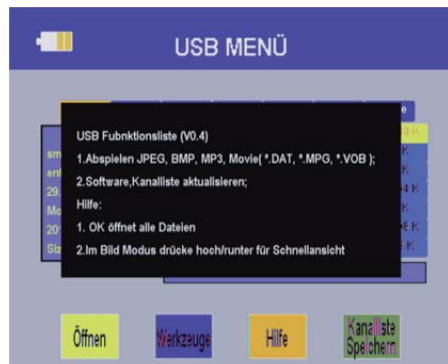 USB MENÜ
USB Fubnktionsliste (V0.4)
1.Abspielen JPEG, BMP, MP3, Movie( *.DAT, *.MPG, *.VOB );
2.Software,Kanalliste aktualisieren;
Hilfe:
1. OK öffnet alle Dateien
2.Im Bild Modus drücke hoch/runter für Schnellansicht
Öffnen
Werkzeuge
Hilfe
Kanalliste
Speichern